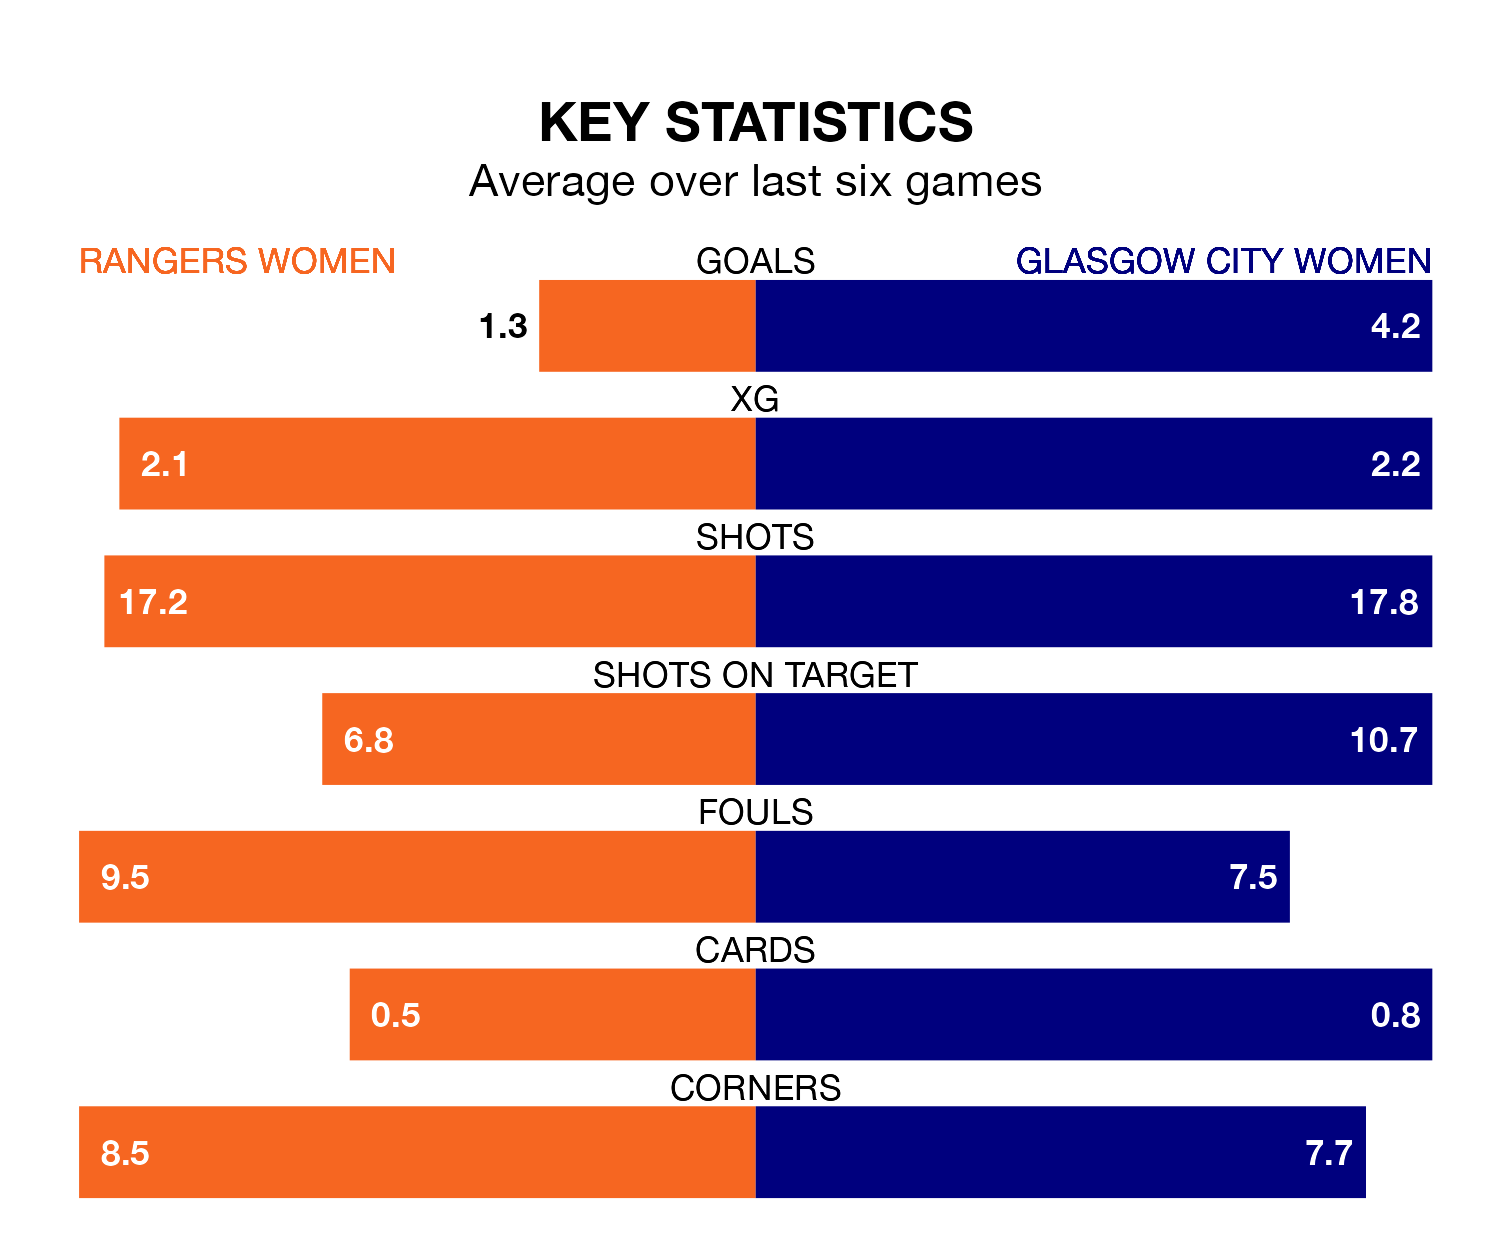 KEY STATISTICS
Average over last six games
RANGERS WOMEN GOALS GLASGOW CITY WOMEN
1.3 4.2
XG
2.1 2.2
SHOTS
17.2 17.8
SHOTS ON TARGET
6.8 10.7
FOULS
9.5 7.5
CARDS
0.5 0.8
CORNERS
8.5 7.7